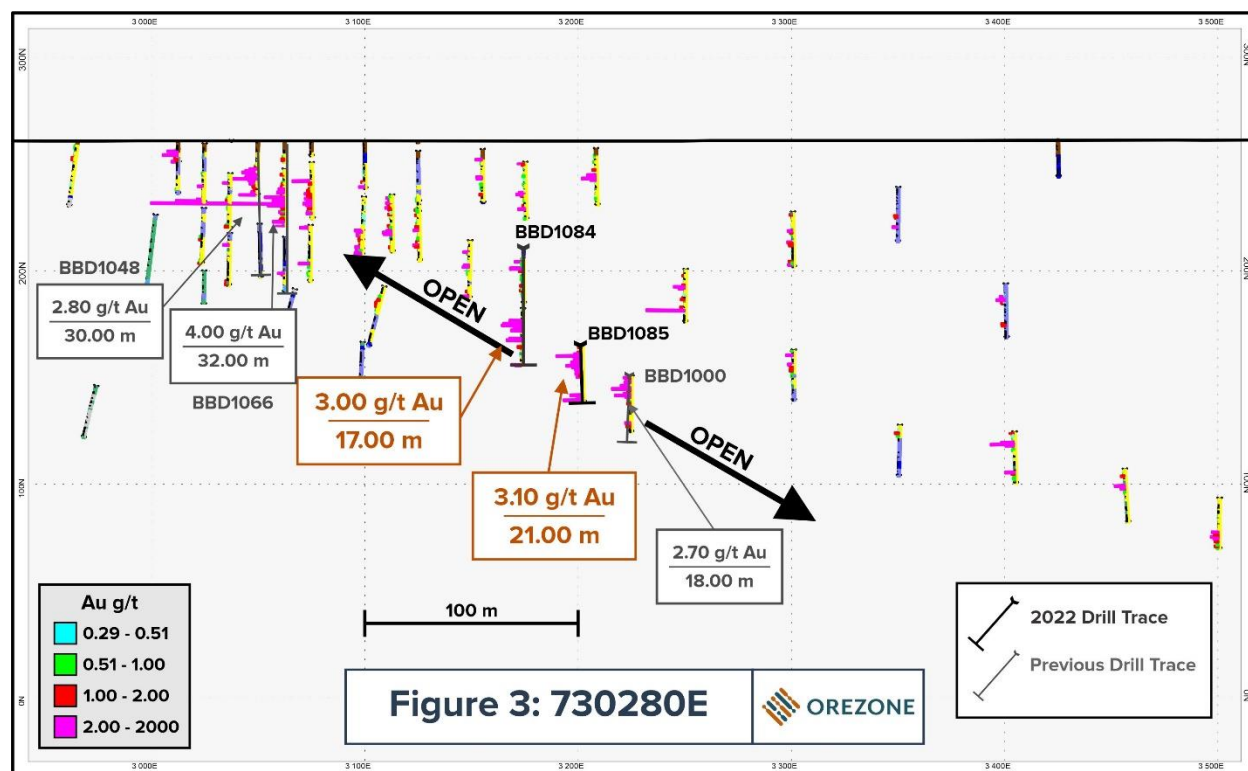 3 000E
3 100E
3 200E
3 300E
3 400E
3 500E
300N
300N
BBD1084
BBD1048
200N
200N
OPEN
2.80 g/t Au
30.00 m
4.00 g/t Au
32.00 m
BBD1085
BBD1066
BBD1000
3.00 g/t Au
17.00 m
OPEN
100N
100N
3.10 g/t Au
21.00 m
2.70 g/t Au
18.00 m
Au g/t
0.29 - 0.51
0.51 - 1.00
1.00 - 2.00
2.00 - 2000
100 m
2022 Drill Trace
Previous Drill Trace
0N
0N
Figure 3: 730280E
OREZONE
3 000E
3 100E
3 200E
3 300E
3 400E
3 500E